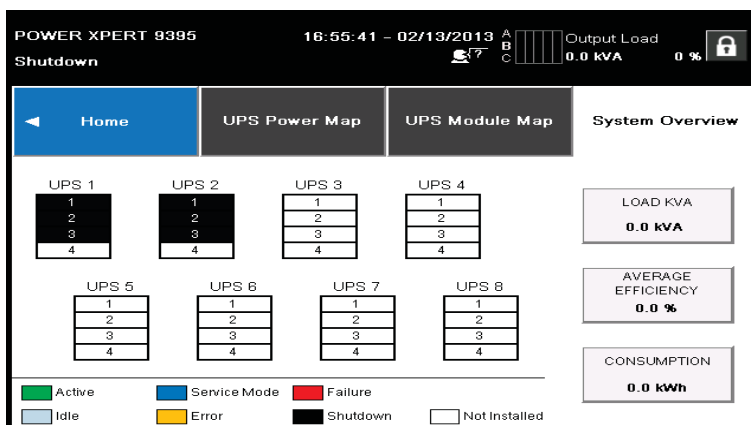 POWER XPERT 9395
16:55:41 - 02/13/2013
Shutdown
?
A
B
C
Output Load
0.0 kVA 0 %
Home
UPS Power Map
UPS Module Map
System Overview
UPS 1
1
2
3
4
UPS 2
1
2
3
4
UPS 3
1
2
3
4
UPS 4
1
2
3
4
UPS 5
1
2
3
4
UPS 6
1
2
3
4
UPS 7
1
2
3
4
UPS 8
1
2
3
4
LOAD KVA
0.0 kVA
AVERAGE
EFFICIENCY
0.0 %
CONSUMPTION
0.0 kWh
Active
Service Mode
Failure
Idle
Error
Shutdown
Not Installed